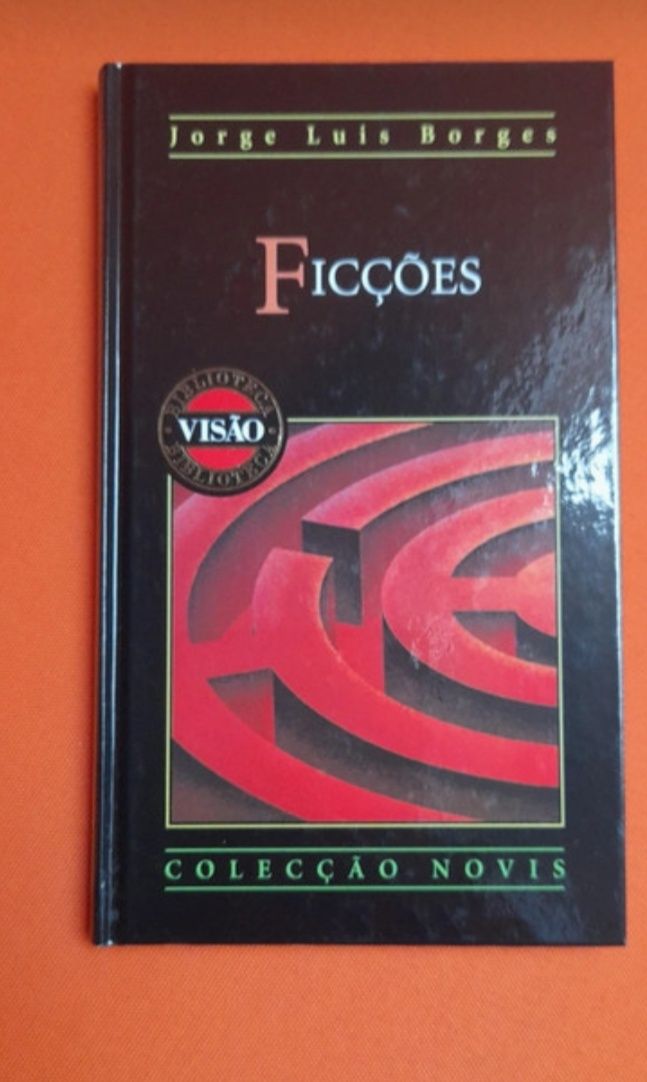 Jorge Luis Borges
FICÇÕES
BIBLIOTECA
VISÃO
BIBLIOTECA
COLECÇÃO NOVIS